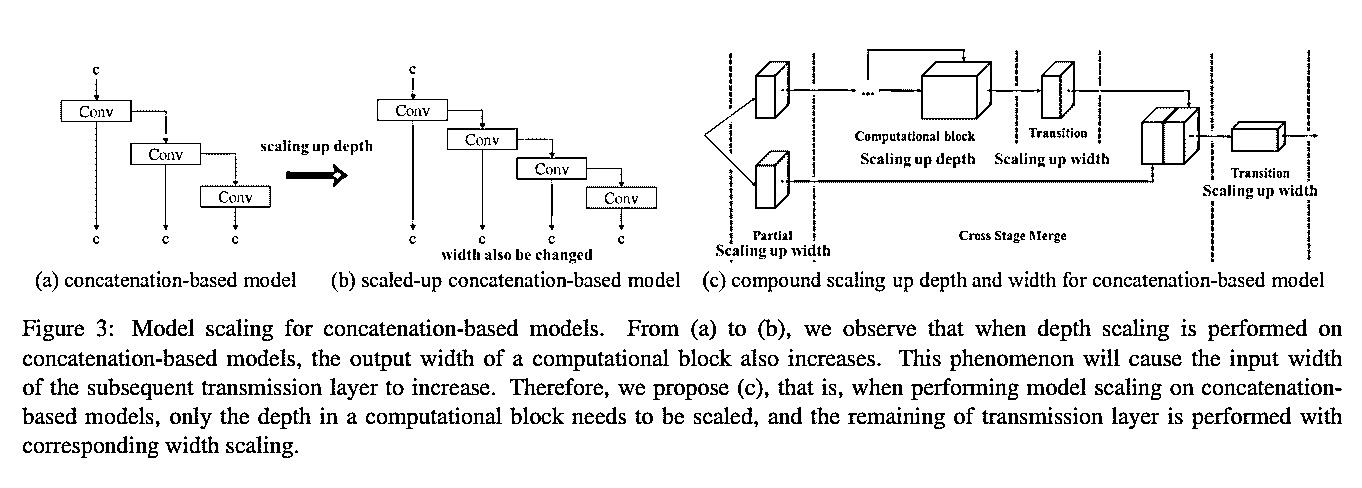 c
Conv
Conv
Conv
c c c
scaling up depth
c
Conv
Conv
Conv
Conv
c c c c
width also be changed
...
Computational block
Scaling up depth
Transition
Scaling up width
Partial
Scaling up width
Cross Stage Merge
Transition
Scaling up width
(a) concatenation-based model
(b) scaled-up concatenation-based model
(c) compound scaling up depth and width for concatenation-based model
Figure 3: Model scaling for concatenation-based models. From (a) to (b), we observe that when depth scaling is performed on
concatenation-based models, the output width of a computational block also increases. This phenomenon will cause the input width
of the subsequent transmission layer to increase. Therefore, we propose (c), that is, when performing model scaling on concatenation-
based models, only the depth in a computational block needs to be scaled, and the remaining of transmission layer is performed with
corresponding width scaling.